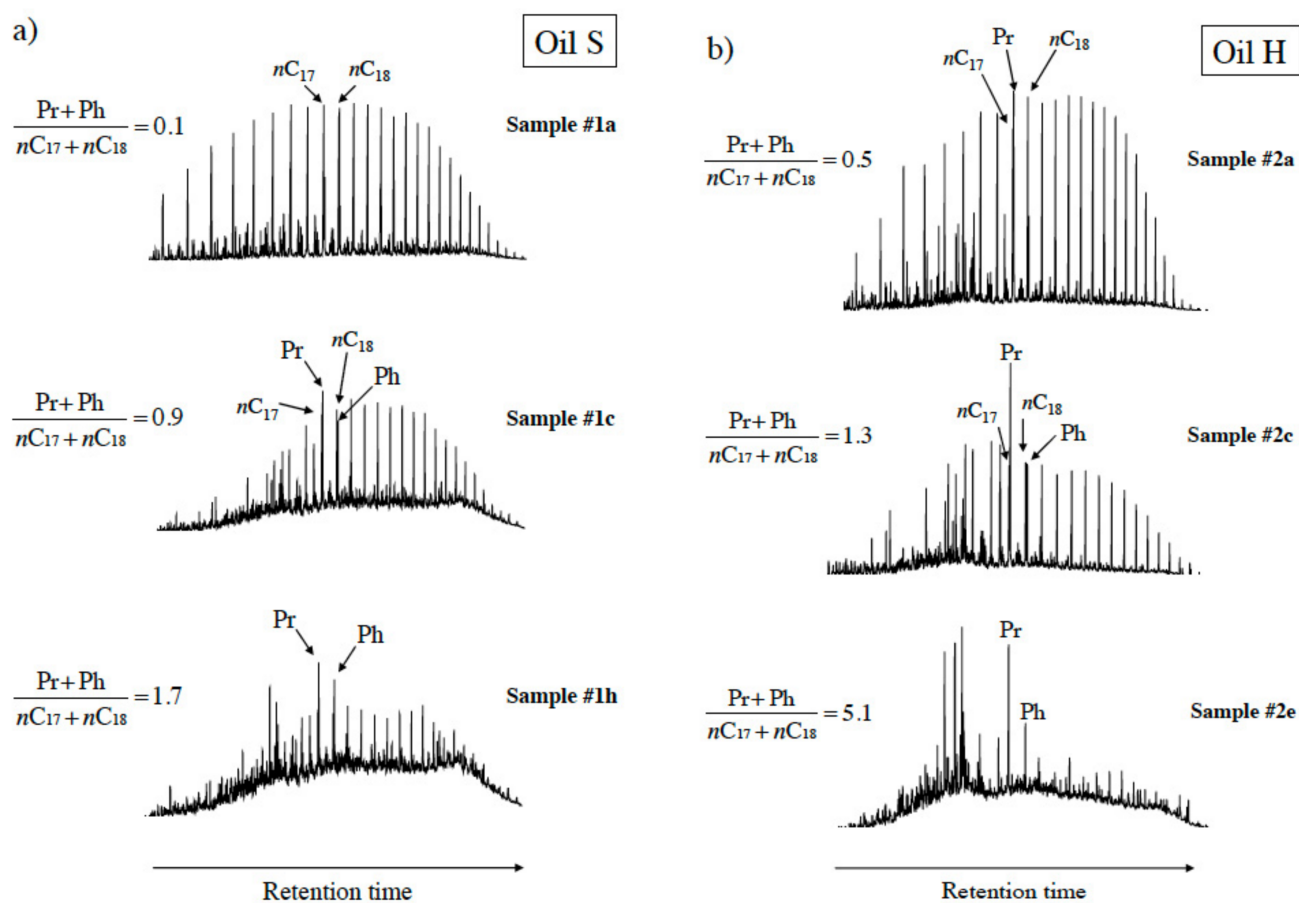 a)
Oil S
nC17
nC18
Pr + Ph
nC17 + nC18
=0.1
Sample #1a
Pr
nC18
Ph
nC17
Pr + Ph
nC17 + nC18
=0.9
Sample #1c
Pr
Ph
Pr + Ph
nC17 + nC18
=1.7
Sample #1h
Retention time
b)
Oil H
Pr
nC18
nC17
Pr + Ph
nC17 + nC18
=0.5
Sample #2a
Pr
nC17
nC18
Ph
Pr + Ph
nC17 + nC18
=1.3
Sample #2c
Pr
Ph
Pr + Ph
nC17 + nC18
=5.1
Sample #2e
Retention time